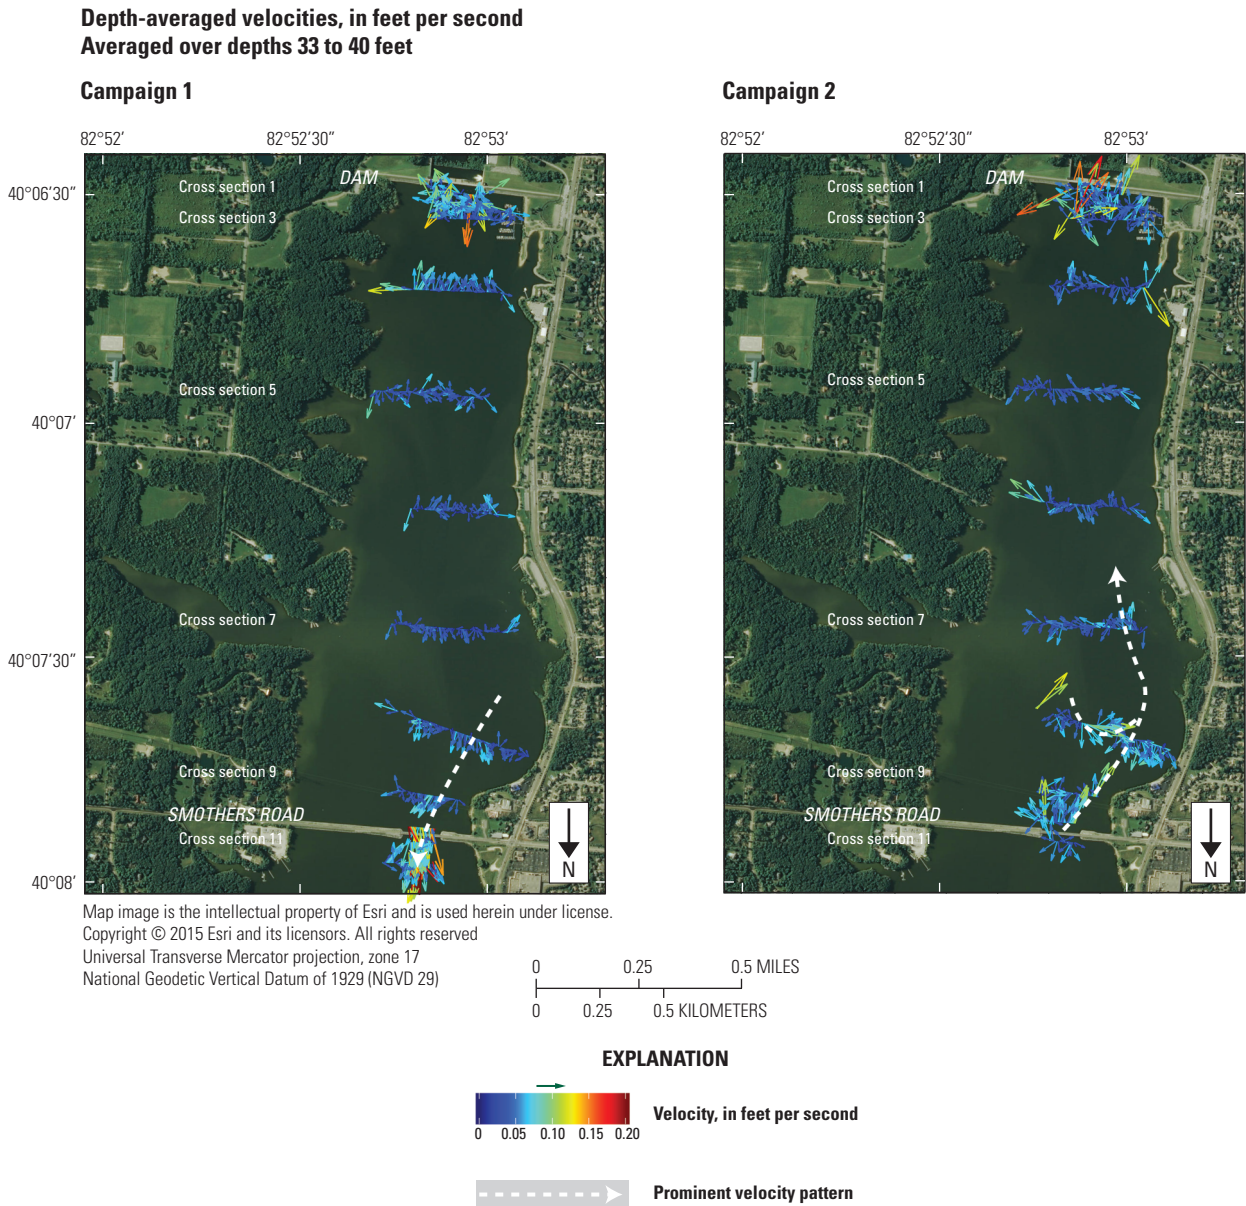 Depth-averaged velocities, in feet per second
Averaged over depths 33 to 40 feet
Campaign 1
82°52′
82°52′30″
82°53′
40°06′30″
40°07′
40°07′30″
40°08′
Cross section 1
DAM
Cross section 3
Cross section 5
Cross section 7
Cross section 9
SMOTHERS ROAD
Cross section 11
N
Campaign 2
82°52′
82°52′30″
82°53′
Cross section 1
DAM
Cross section 3
Cross section 5
Cross section 7
Cross section 9
SMOTHERS ROAD
Cross section 11
N
Map image is the intellectual property of Esri and is used herein under license.
Copyright © 2015 Esri and its licensors. All rights reserved
Universal Transverse Mercator projection, zone 17
National Geodetic Vertical Datum of 1929 (NGVD 29)
0 0.25 0.5 MILES
0 0.25 0.5 KILOMETERS
EXPLANATION
Velocity, in feet per second
0 0.05 0.10 0.15 0.20
Prominent velocity pattern